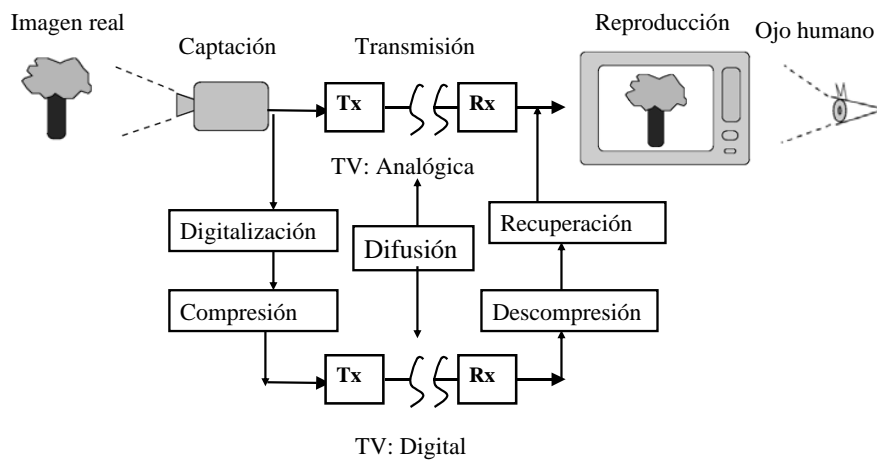 Imagen real
Captación
Transmisión
Reproducción
Ojo humano
Tx
Rx
TV: Analógica
Digitalización
Difusión
Recuperación
Compresión
Descompresión
Tx
Rx
TV: Digital